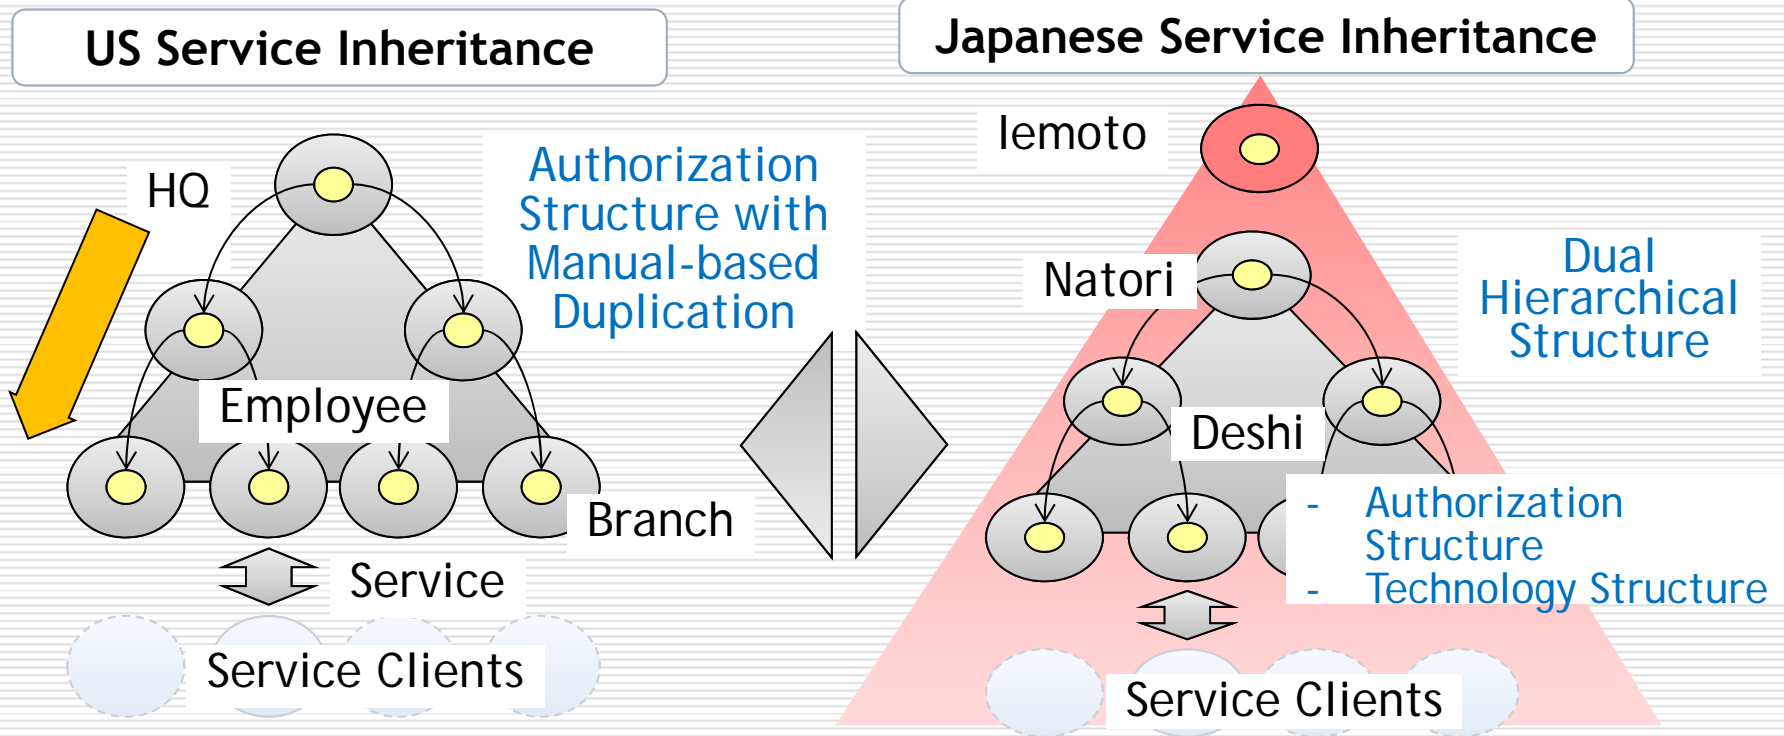 US Service Inheritance
HQ
Authorization
Structure with
Manual-based
Duplication
Employee
Branch
Service
Service Clients
Japanese Service Inheritance
Iemoto
Natori
Dual
Hierarchical
Structure
Deshi
- Authorization
Structure
- Technology Structure
Service Clients